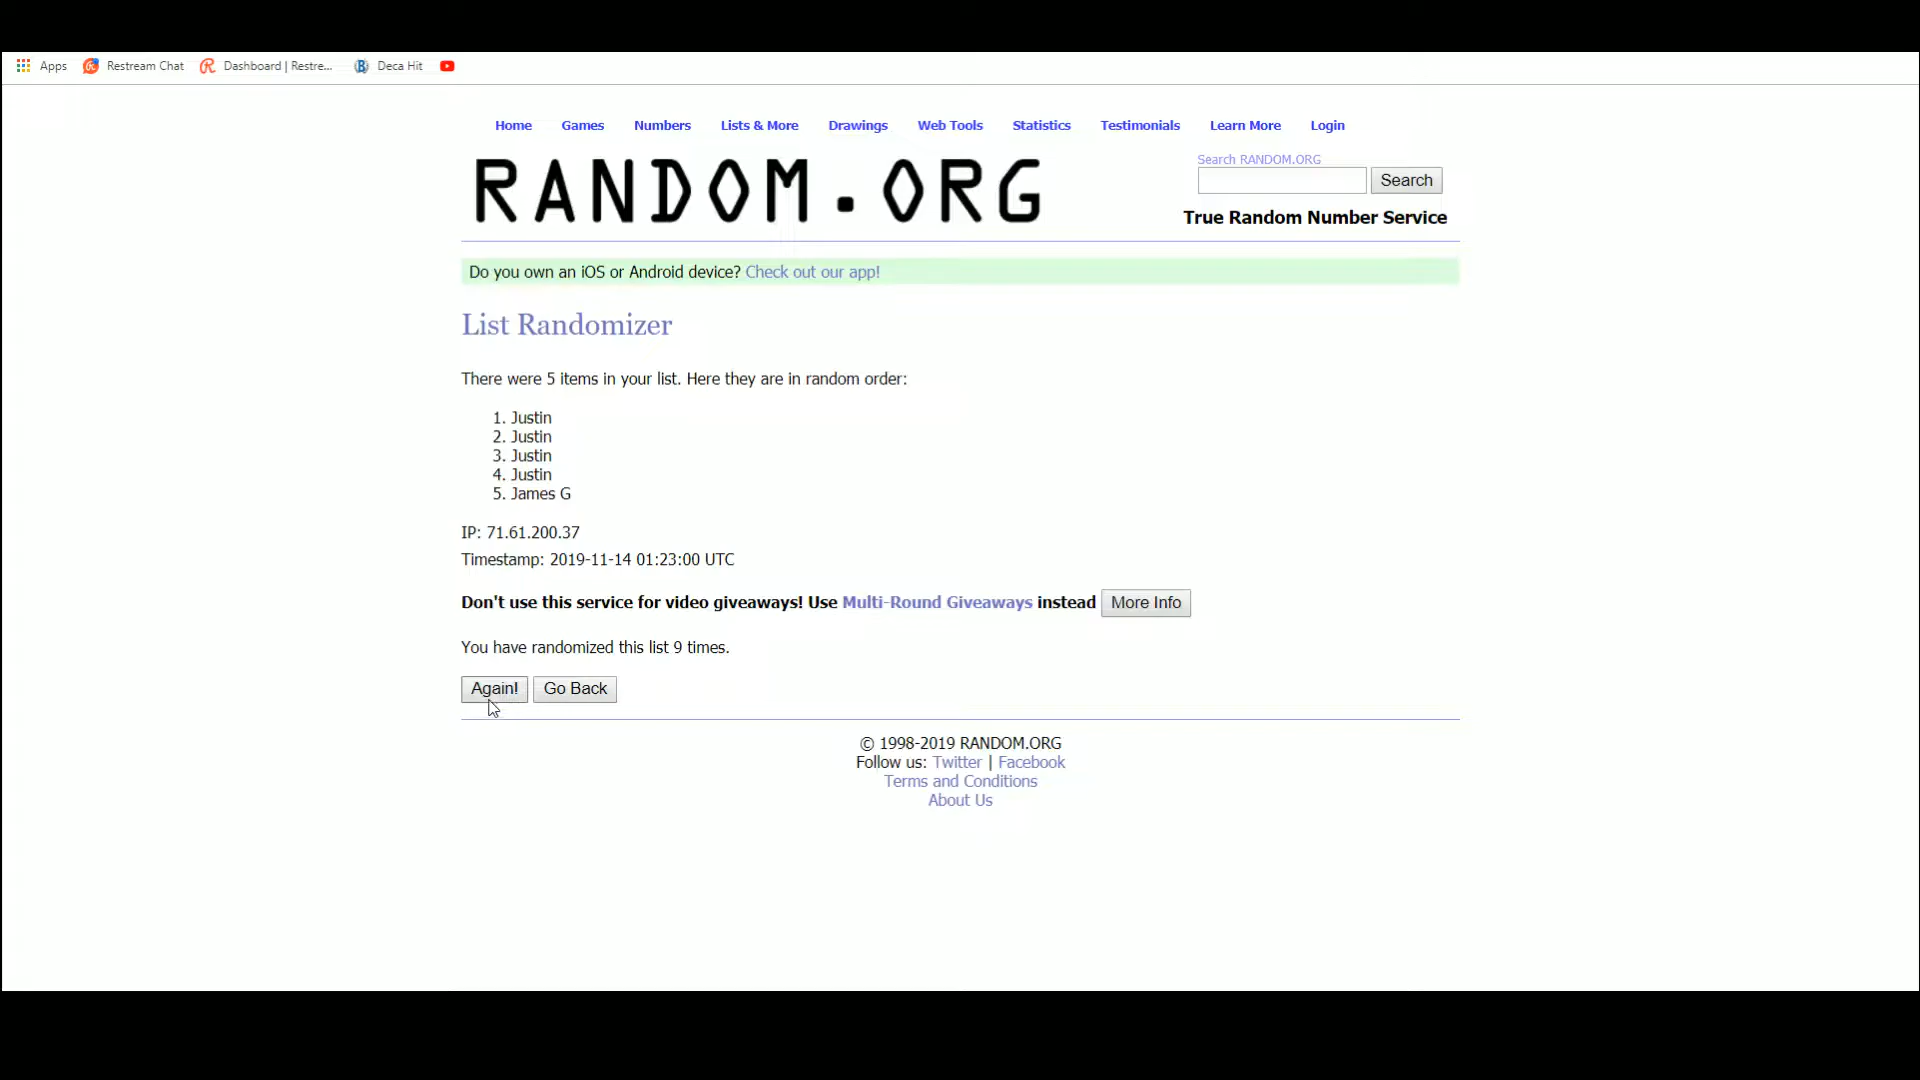 Apps Restream Chat Dashboard | Restre... Deca Hit
Home Games Numbers Lists & More Drawings Web Tools Statistics Testimonials Learn More Login
RANDOM.ORG
Search RANDOM.ORG
Search
True Random Number Service
Do you own an iOS or Android device? Check out our app!
List Randomizer
There were 5 items in your list. Here they are in random order:
1. Justin
2. Justin
3. Justin
4. Justin
5. James G
IP: 71.61.200.37
Timestamp: 2019-11-14 01:23:00 UTC
Don't use this service for video giveaways! Use Multi-Round Giveaways instead More Info
You have randomized this list 9 times.
Again! Go Back
© 1998-2019 RANDOM.ORG
Follow us: Twitter | Facebook
Terms and Conditions
About Us